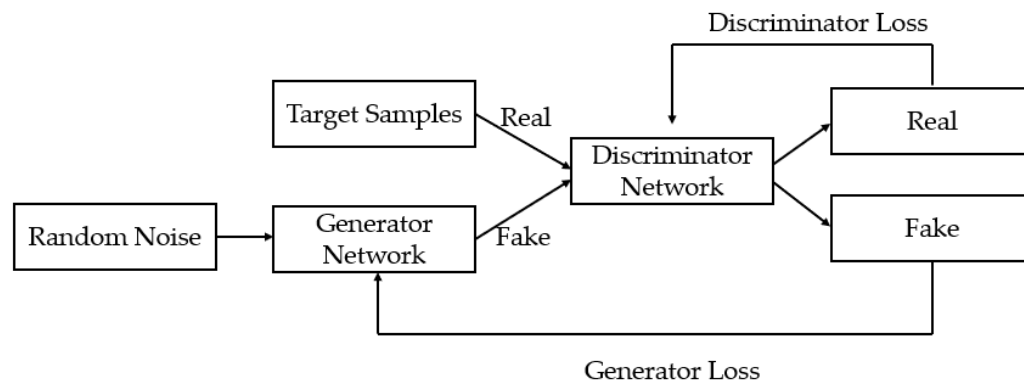 Discriminator Loss
Target Samples
Real
Real
Discriminator
Network
Random Noise
Generator
Network
Fake
Fake
Generator Loss